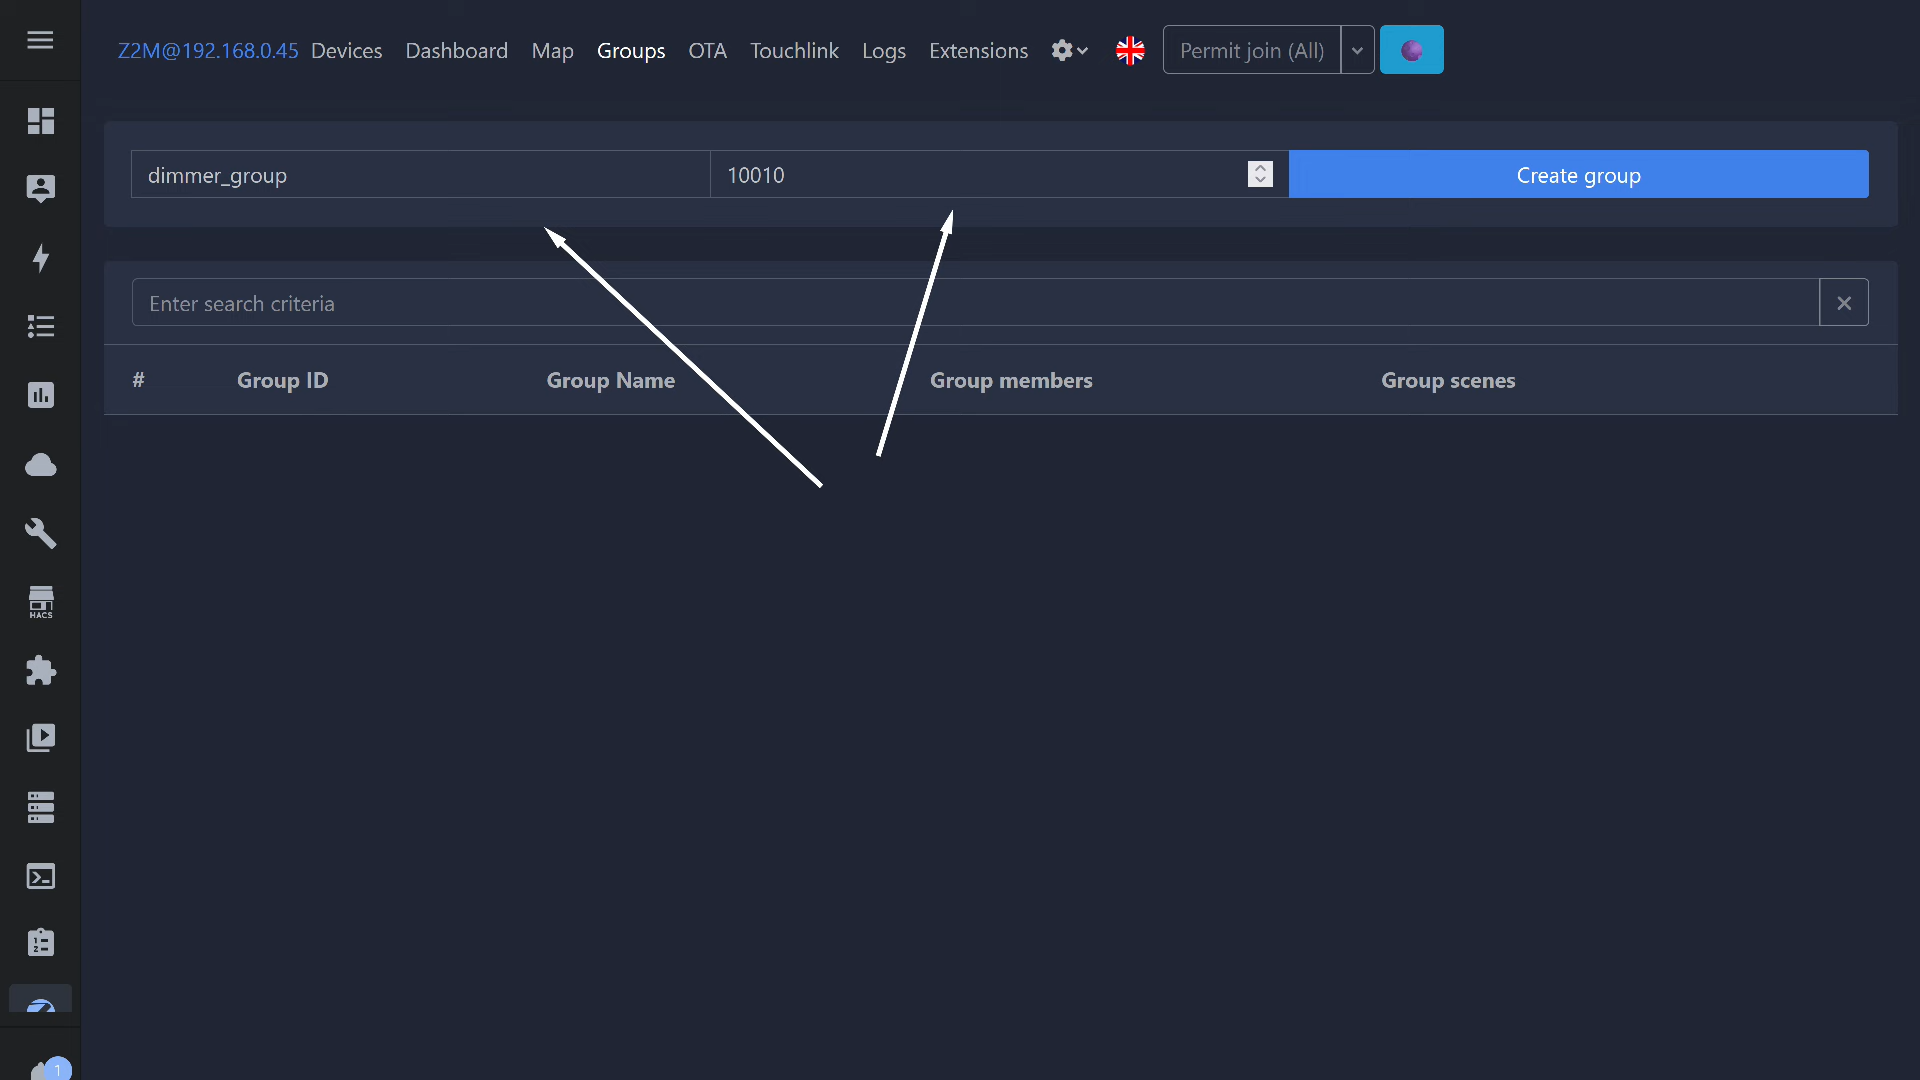 Z2M@192.168.0.45 Devices Dashboard Map Groups OTA Touchlink Logs Extensions Permit join (All)
dimmer_group 10010 Create group
Enter search criteria
# Group ID Group Name Group members Group scenes
HACS
1